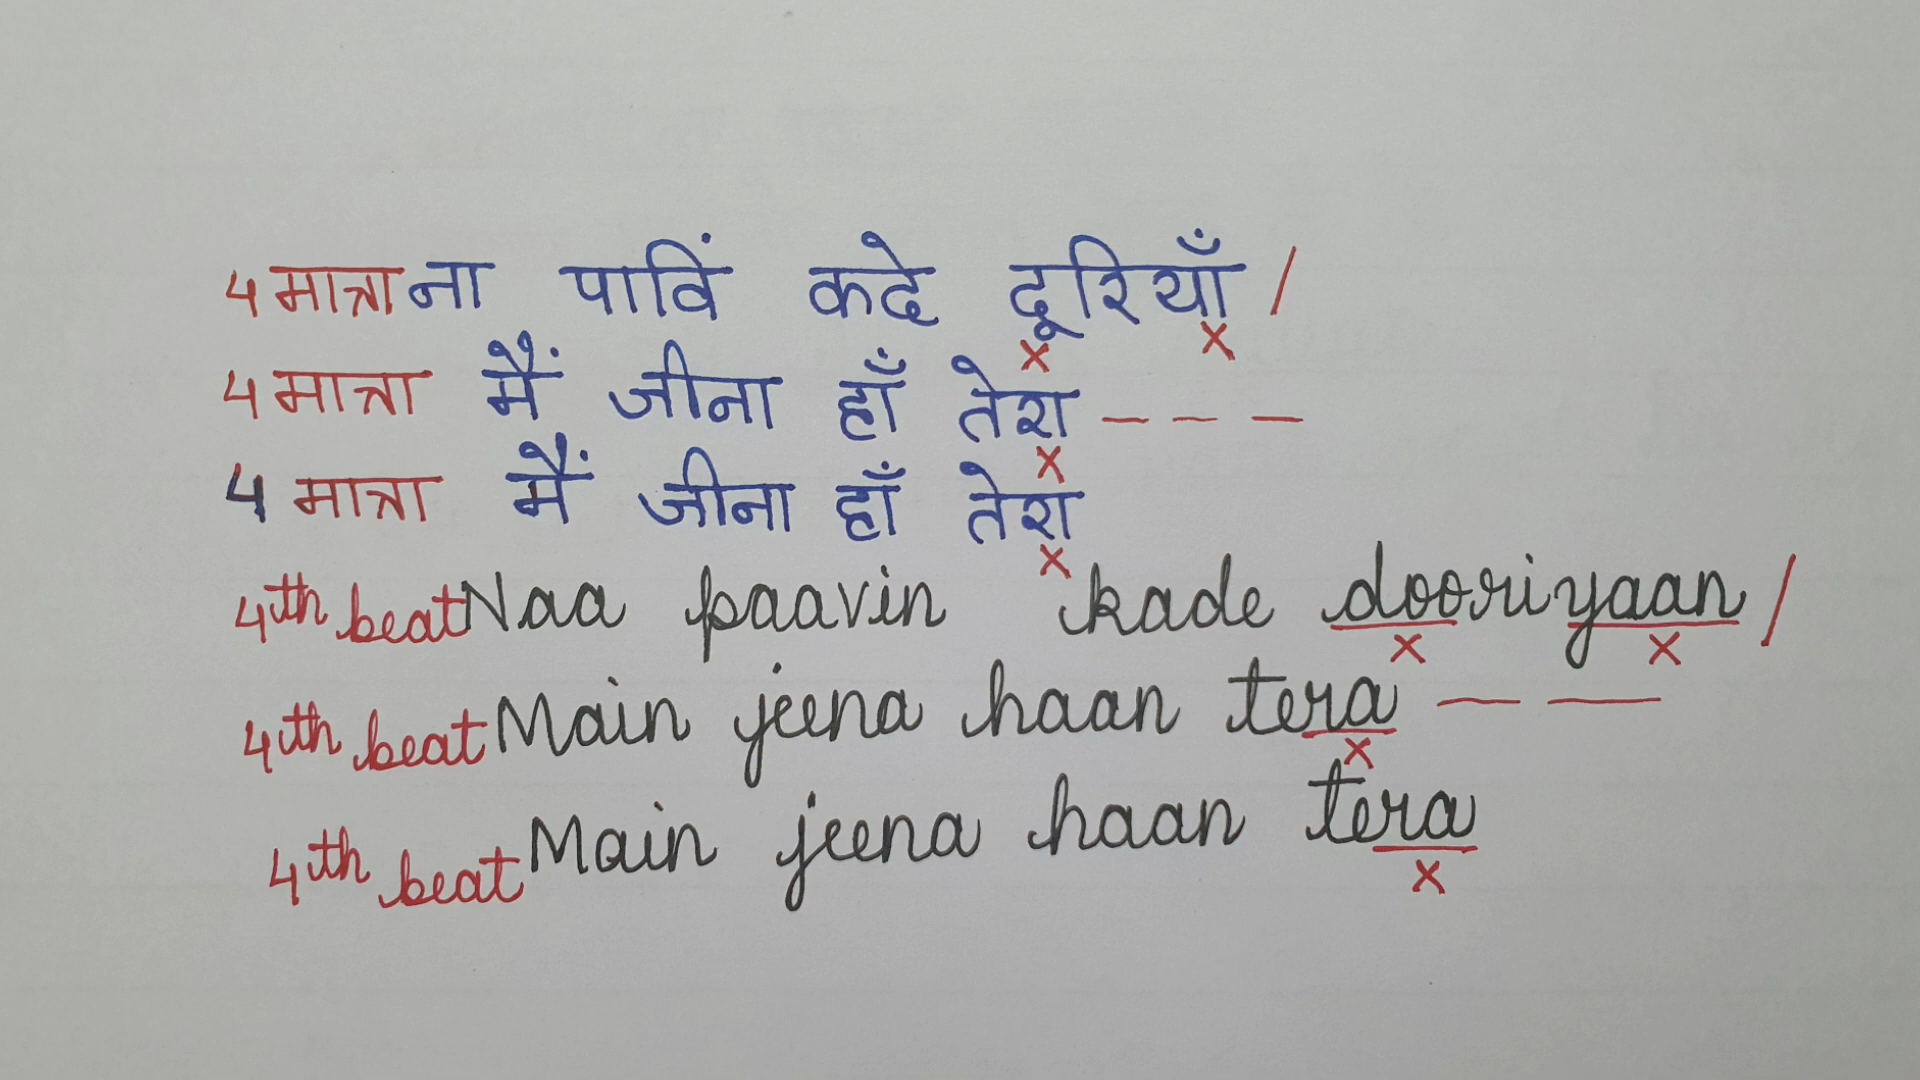 4 मात्रा ना पाविं कदे दूरियाँ /
x x
4 मात्रा मैं जीना हाँ तेरा - - -
x
4 मात्रा मैं जीना हाँ तेरा
x
4th beat Naa paavin kade dooriyaan /
x x
4th beat Main jeena haan tera — —
x
4th beat Main jeena haan tera
x